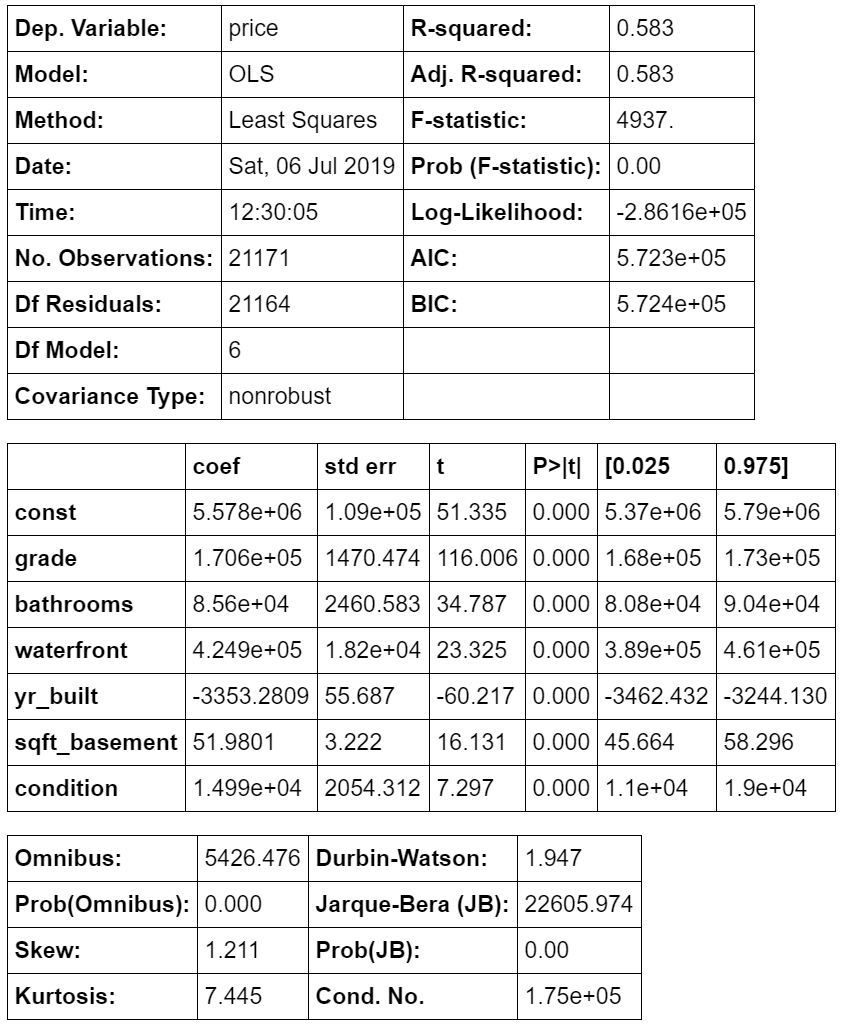 Dep. Variable: price R-squared: 0.583
Model: OLS Adj. R-squared: 0.583
Method: Least Squares F-statistic: 4937.
Date: Sat, 06 Jul 2019 Prob (F-statistic): 0.00
Time: 12:30:05 Log-Likelihood: -2.8616e+05
No. Observations: 21171 AIC: 5.723e+05
Df Residuals: 21164 BIC: 5.724e+05
Df Model: 6
Covariance Type: nonrobust
coef std err t P>|t| [0.025 0.975]
const 5.578e+06 1.09e+05 51.335 0.000 5.37e+06 5.79e+06
grade 1.706e+05 1470.474 116.006 0.000 1.68e+05 1.73e+05
bathrooms 8.56e+04 2460.583 34.787 0.000 8.08e+04 9.04e+04
waterfront 4.249e+05 1.82e+04 23.325 0.000 3.89e+05 4.61e+05
yr_built -3353.2809 55.687 -60.217 0.000 -3462.432 -3244.130
sqft_basement 51.9801 3.222 16.131 0.000 45.664 58.296
condition 1.499e+04 2054.312 7.297 0.000 1.1e+04 1.9e+04
Omnibus: 5426.476 Durbin-Watson: 1.947
Prob(Omnibus): 0.000 Jarque-Bera (JB): 22605.974
Skew: 1.211 Prob(JB): 0.00
Kurtosis: 7.445 Cond. No. 1.75e+05